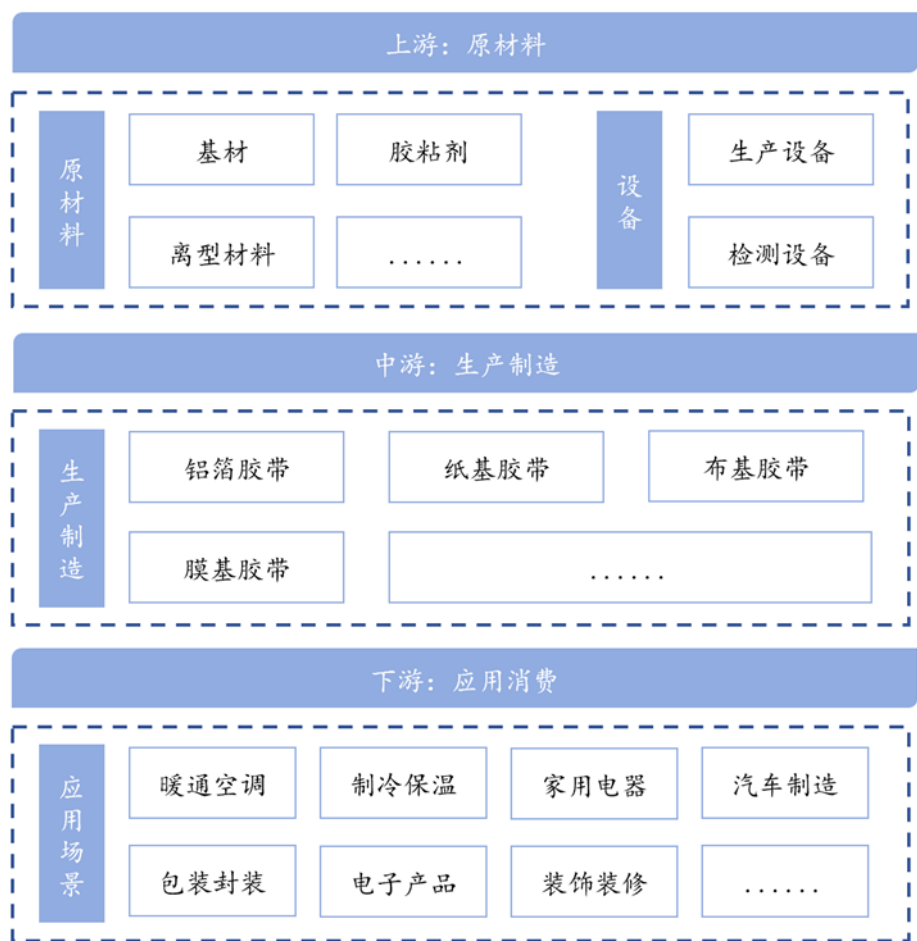 上游：原材料
原材料
基材
胶粘剂
离型材料
......
设备
生产设备
检测设备
中游：生产制造
生产制造
铝箔胶带
纸基胶带
布基胶带
膜基胶带
......
下游：应用消费
应用场景
暖通空调
制冷保温
家用电器
汽车制造
包装封装
电子产品
装饰装修
......